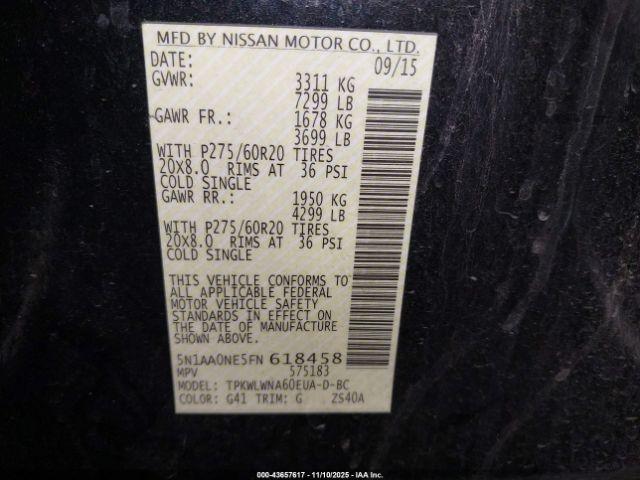 MFD BY NISSAN MOTOR CO., LTD.
DATE: 09/15
GVWR: 3311 KG
7299 LB
GAWR FR.: 1678 KG
3699 LB
WITH P275/60R20 TIRES
20X8.0 RIMS AT 36 PSI
COLD SINGLE
GAWR RR.: 1950 KG
4299 LB
WITH P275/60R20 TIRES
20X8.0 RIMS AT 36 PSI
COLD SINGLE
THIS VEHICLE CONFORMS TO
ALL APPLICABLE FEDERAL
MOTOR VEHICLE SAFETY
STANDARDS IN EFFECT ON
THE DATE OF MANUFACTURE
SHOWN ABOVE.
5N1AA0NE5FN 618458
MPV 575183
MODEL: TPKWLWNA60EUA-D-BC
COLOR: G41 TRIM: G ZS40A
000-43657617 - 11/10/2025 - IAA Inc.